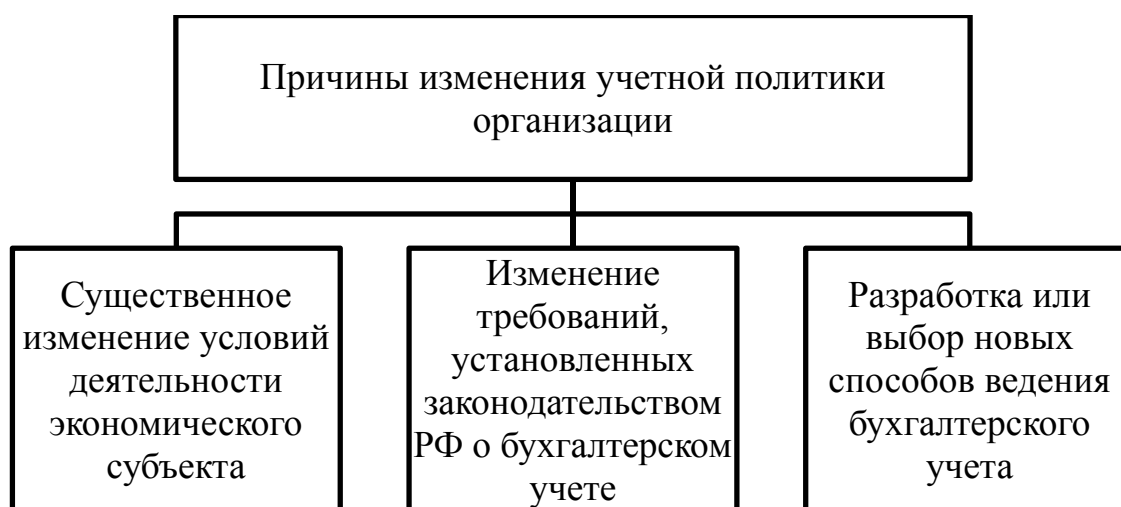 Причины изменения учетной политики
организации
Существенное
изменение условий
деятельности
экономического
субъекта
Изменение
требований,
установленных
законодательством
РФ о бухгалтерском
учете
Разработка или
выбор новых
способов ведения
бухгалтерского
учета